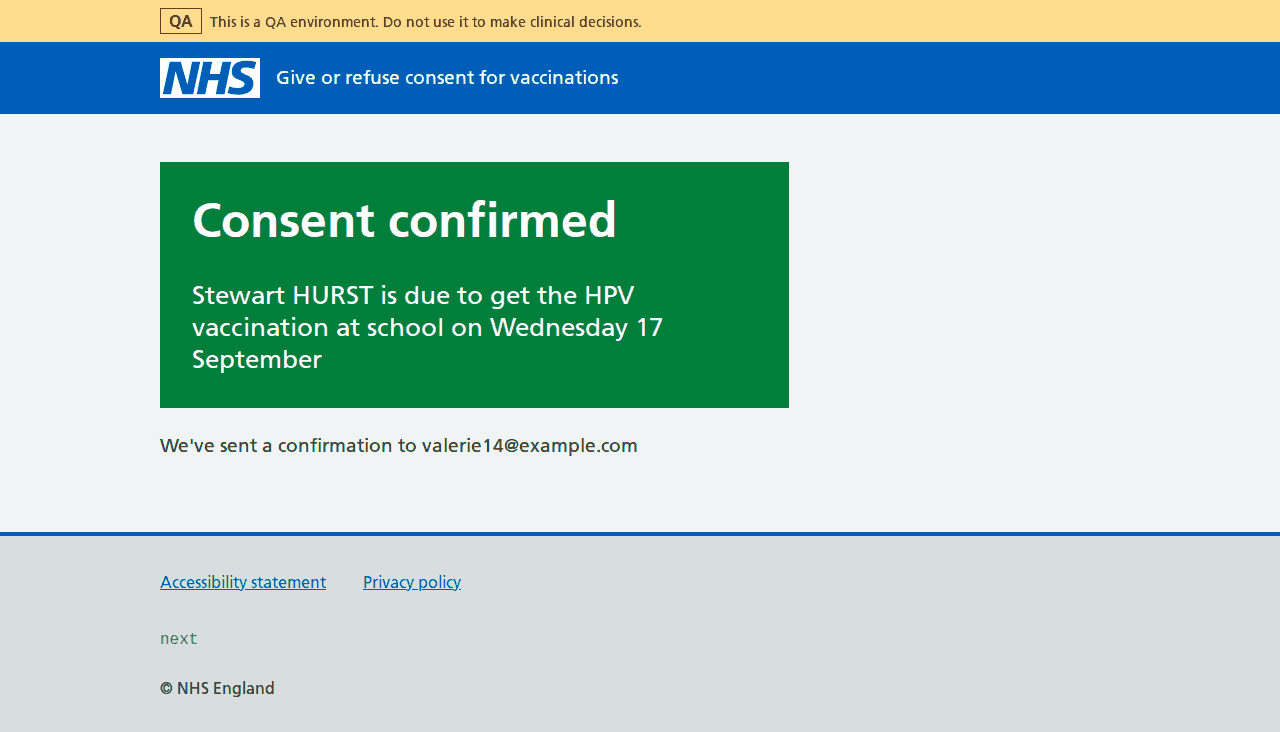 QA This is a QA environment. Do not use it to make clinical decisions.
NHS Give or refuse consent for vaccinations
Consent confirmed
Stewart HURST is due to get the HPV
vaccination at school on Wednesday 17
September
We've sent a confirmation to valerie14@example.com
Accessibility statement Privacy policy
next
© NHS England